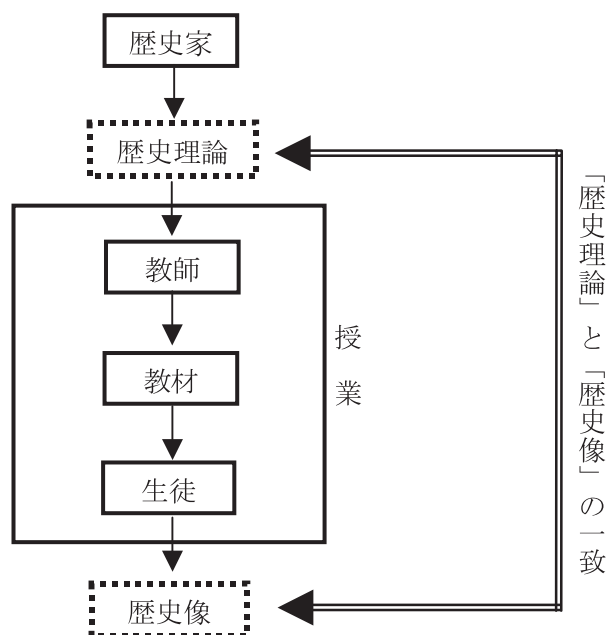 歴史家
歴史理論
教師
教材
生徒
歴史像
授業
「歴史理論」と「歴史像」の一致